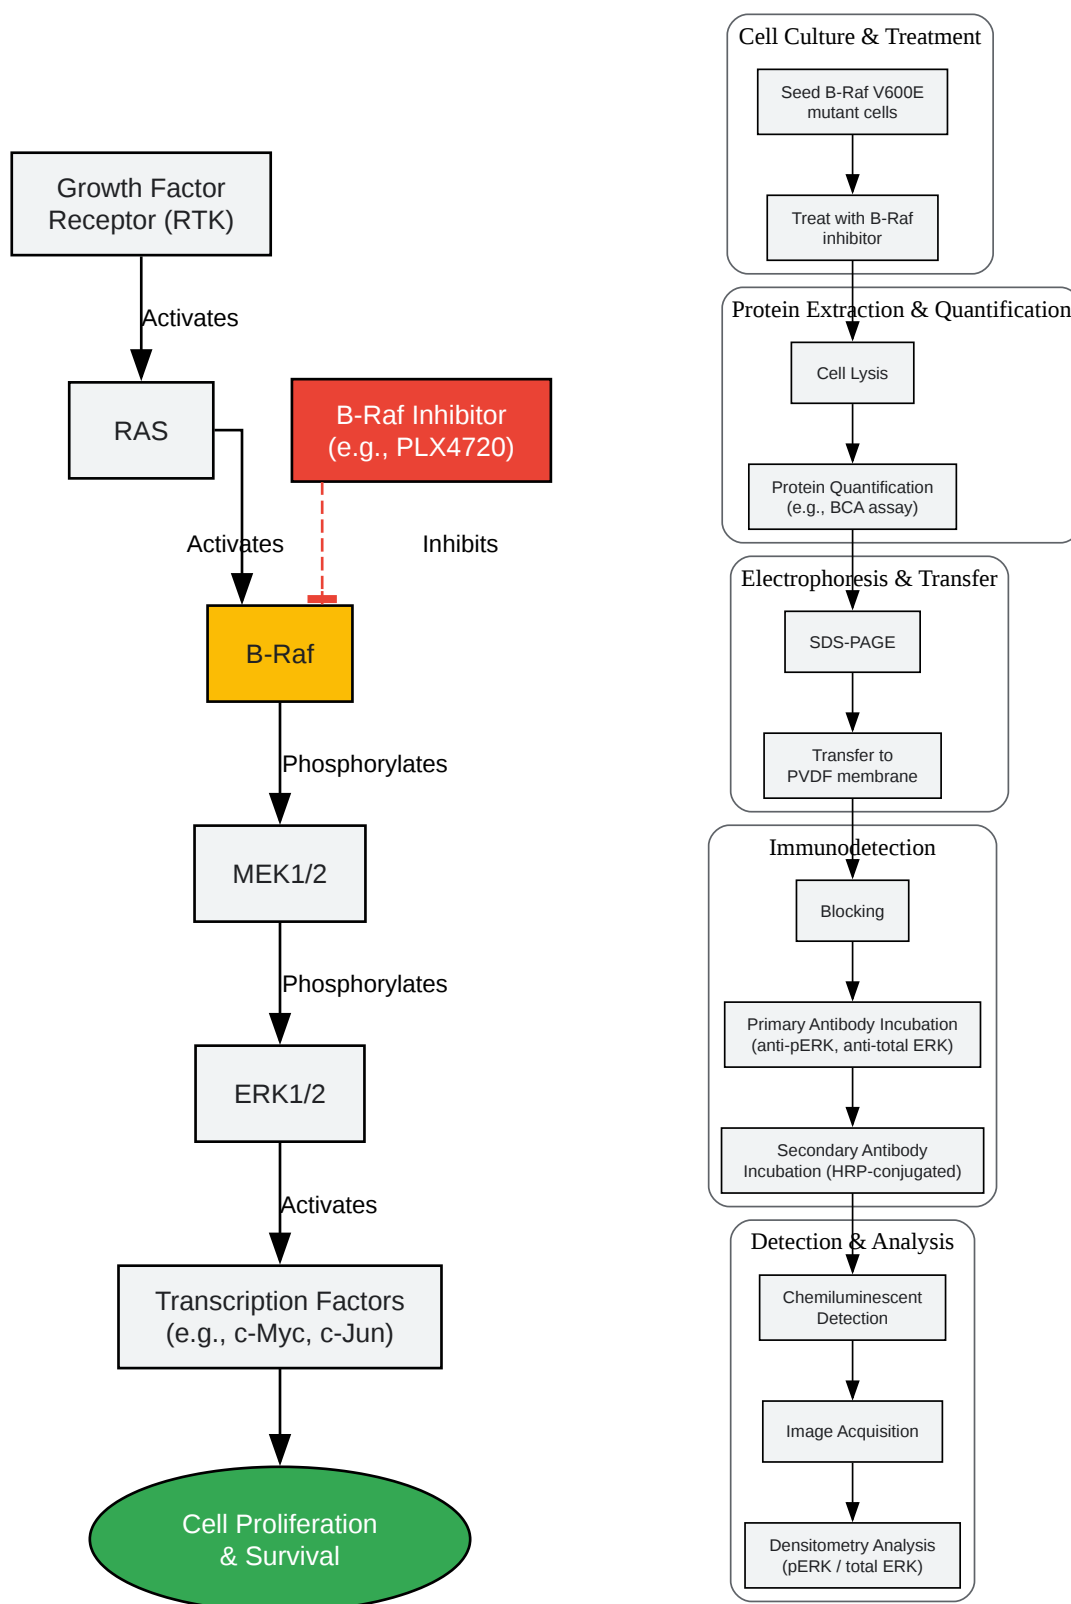 Growth Factor
Receptor (RTK)
Activates
RAS
B-Raf Inhibitor
(e.g., PLX4720)
Activates
Inhibits
B-Raf
Phosphorylates
MEK1/2
Phosphorylates
ERK1/2
Activates
Transcription Factors
(e.g., c-Myc, c-Jun)
Cell Proliferation
& Survival
Cell Culture & Treatment
Seed B-Raf V600E
mutant cells
Treat with B-Raf
inhibitor
Protein Extraction & Quantification
Cell Lysis
Protein Quantification
(e.g., BCA assay)
Electrophoresis & Transfer
SDS-PAGE
Transfer to
PVDF membrane
Immunodetection
Blocking
Primary Antibody Incubation
(anti-pERK, anti-total ERK)
Secondary Antibody
Incubation (HRP-conjugated)
Detection & Analysis
Chemiluminescent
Detection
Image Acquisition
Densitometry Analysis
(pERK / total ERK)